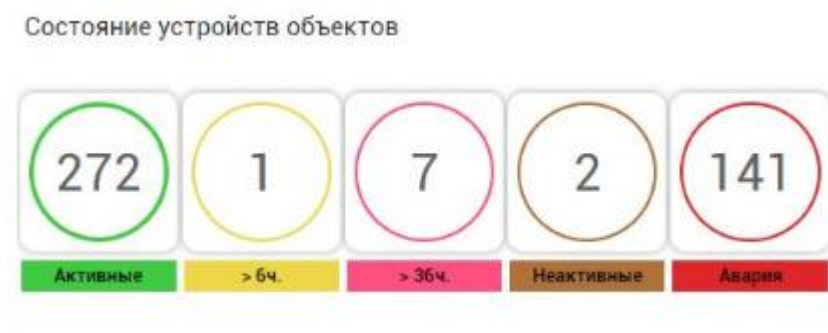 Состояние устройств объектов
272 1 7 2 141
Активные > 6ч. > 36ч. Неактивные Авария